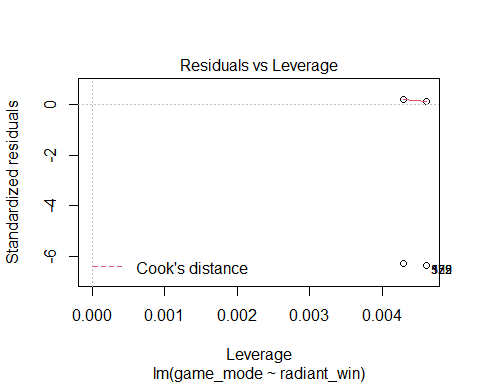 Residuals vs Leverage
Standardized residuals
0
-2
-4
-6
Cook's distance
0.000 0.001 0.002 0.003 0.004
Leverage
lm(game_mode ~ radiant_win)